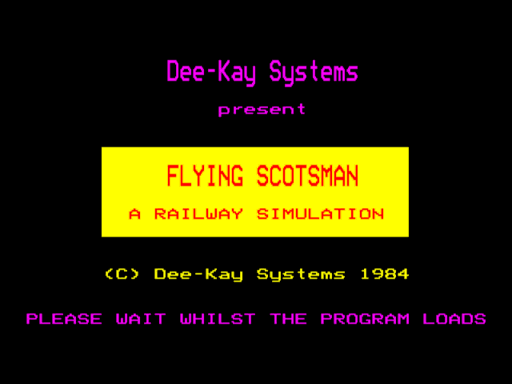 Dee-Kay Systems
present
FLYING SCOTSMAN
A RAILWAY SIMULATION
(C) Dee-Kay Systems 1984
PLEASE WAIT WHILST THE PROGRAM LOADS